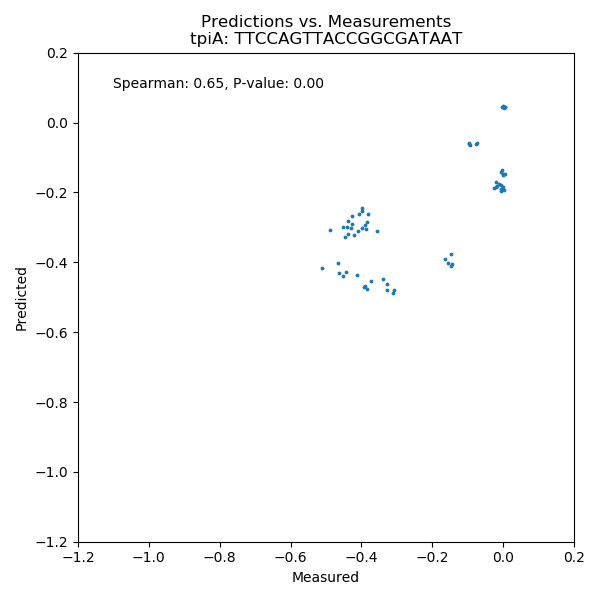 Predictions vs. Measurements
tpiA: TTCCAGTTACCGGCGATAAT
Spearman: 0.65, P-value: 0.00
0.2
0.0
−0.2
−0.4
−0.6
−0.8
−1.0
−1.2
Predicted
−1.2 −1.0 −0.8 −0.6 −0.4 −0.2 0.0 0.2
Measured